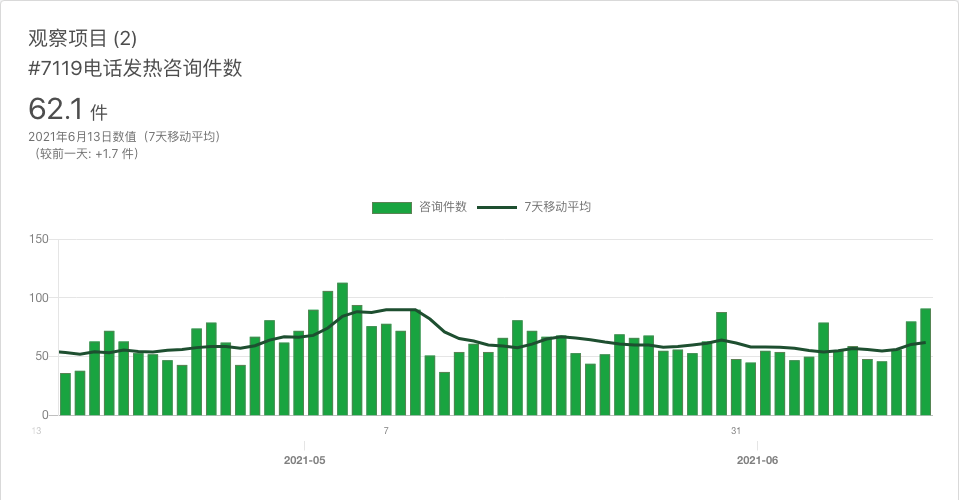 观察项目 (2)
#7119电话发热咨询件数
62.1 件
2021年6月13日数值（7天移动平均）
（较前一天: +1.7 件）
咨询件数 7天移动平均
150
100
50
0
13 7 31
2021-05 2021-06